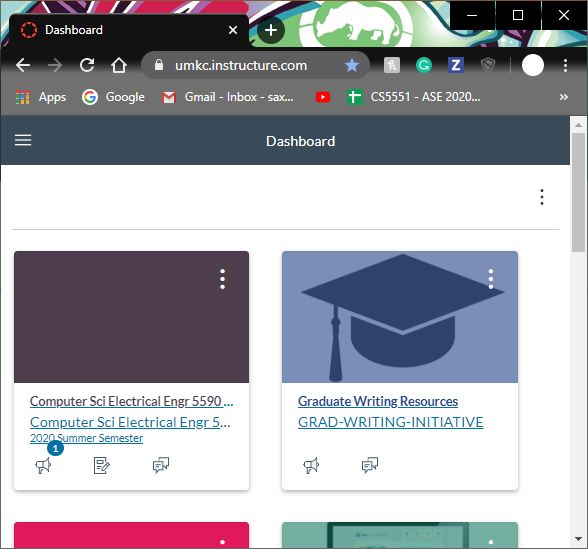 Dashboard
umkc.instructure.com
Apps
Google
Gmail - Inbox - sax...
CS5551 - ASE 2020...
»
Dashboard
Computer Sci Electrical Engr 5590 ...
Computer Sci Electrical Engr 5...
2020 Summer Semester
1
Graduate Writing Resources
GRAD-WRITING-INITIATIVE